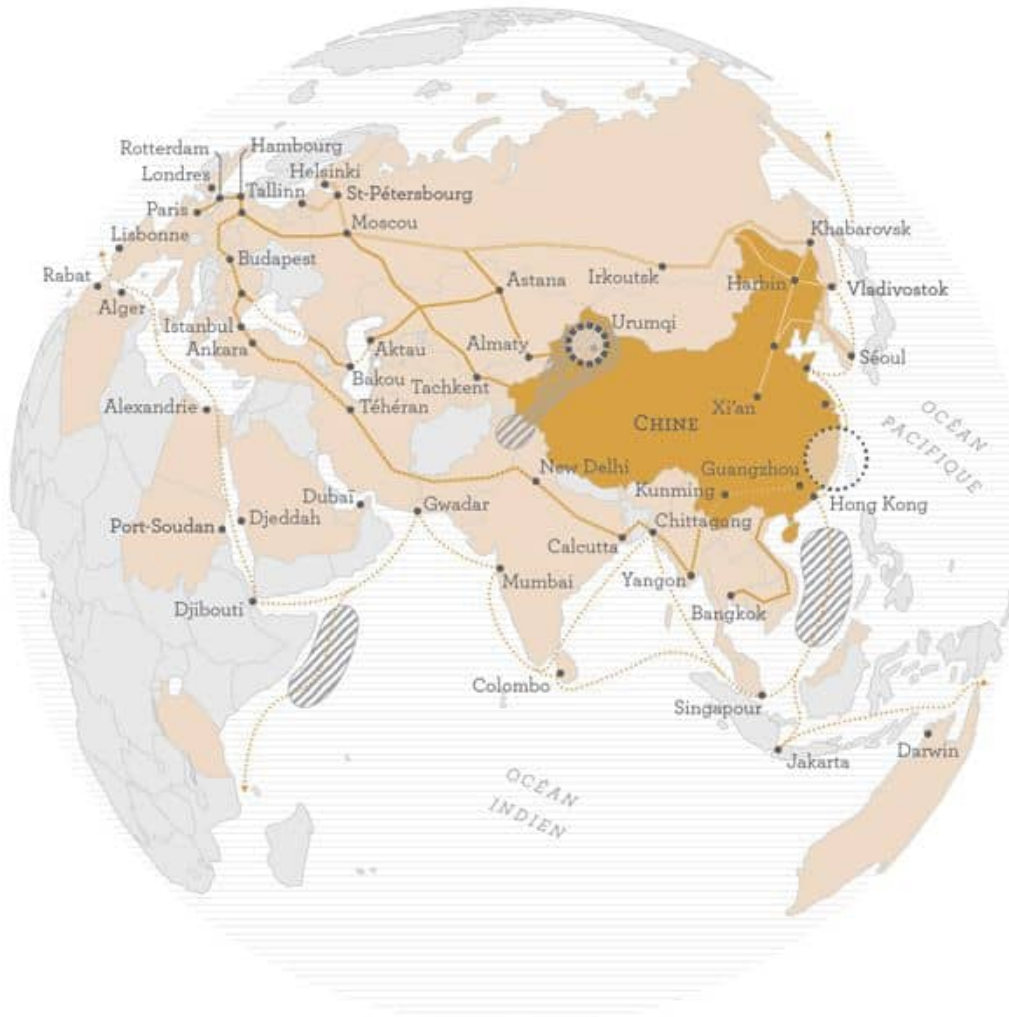 Rotterdam
Hambourg
Londres
Helsinki
Tallinn
St-Pétersbourg
Paris
Moscou
Lisbonne
Khabarovsk
Budapest
Rabat
Astana
Irkoutsk
Harbin
Vladivostok
Alger
Istanbul
Urumqi
Ankara
Aktau
Almaty
Séoul
Bakou
Tachkent
Alexandrie
Téhéran
Xi'an
CHINE
OCÉAN
PACIFIQUE
New Delhi
Guangzhou
Dubaï
Gwadar
Kunming
Hong Kong
Port-Soudan
Djeddah
Chittagang
Calcutta
Mumbai
Yangon
Djibouti
Bangkok
Colombo
Singapour
Darwin
Jakarta
OCÉAN
INDIEN